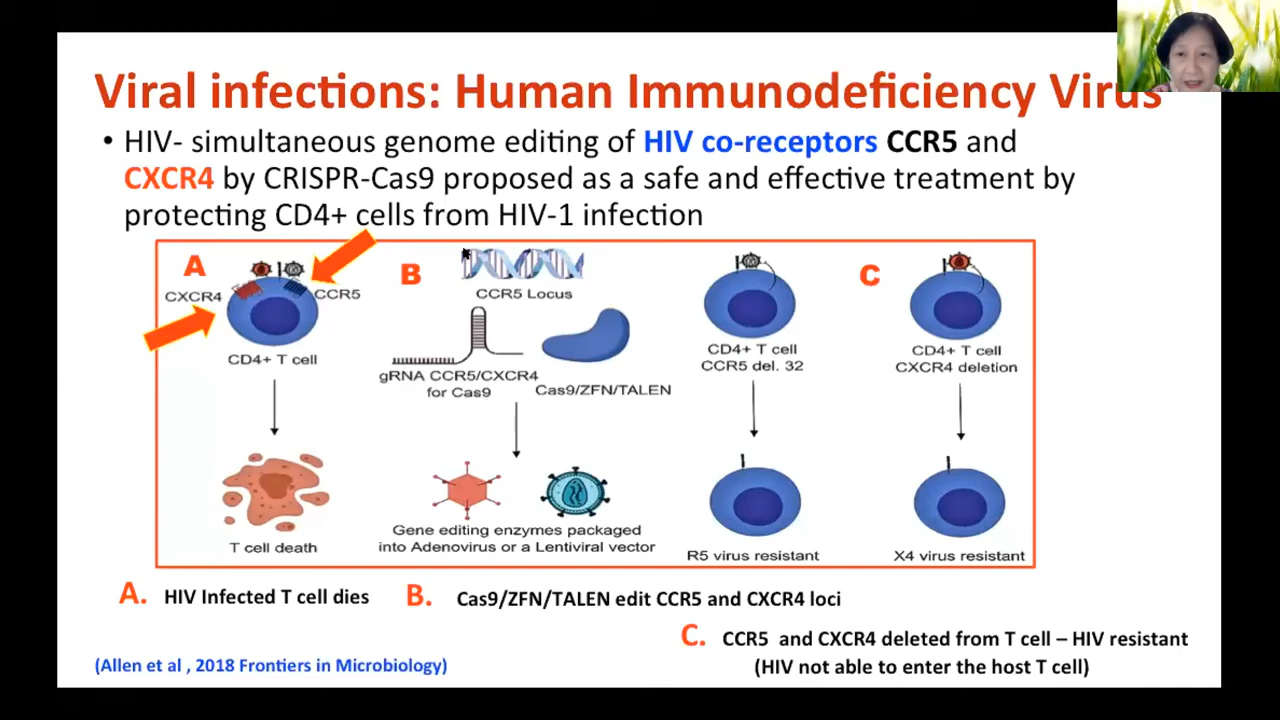 Viral infections: Human Immunodeficiency Virus
• HIV- simultaneous genome editing of HIV co-receptors CCR5 and
CXCR4 by CRISPR-Cas9 proposed as a safe and effective treatment by
protecting CD4+ cells from HIV-1 infection
A
CXCR4
CCR5
CD4+ T cell
T cell death
B
CCR5 Locus
gRNA CCR5/CXCR4
for Cas9
Cas9/ZFN/TALEN
Gene editing enzymes packaged
into Adenovirus or a Lentiviral vector
CD4+ T cell
CCR5 del. 32
R5 virus resistant
C
CD4+ T cell
CXCR4 deletion
X4 virus resistant
A. HIV Infected T cell dies
B. Cas9/ZFN/TALEN edit CCR5 and CXCR4 loci
C. CCR5 and CXCR4 deleted from T cell – HIV resistant
(HIV not able to enter the host T cell)
(Allen et al , 2018 Frontiers in Microbiology)